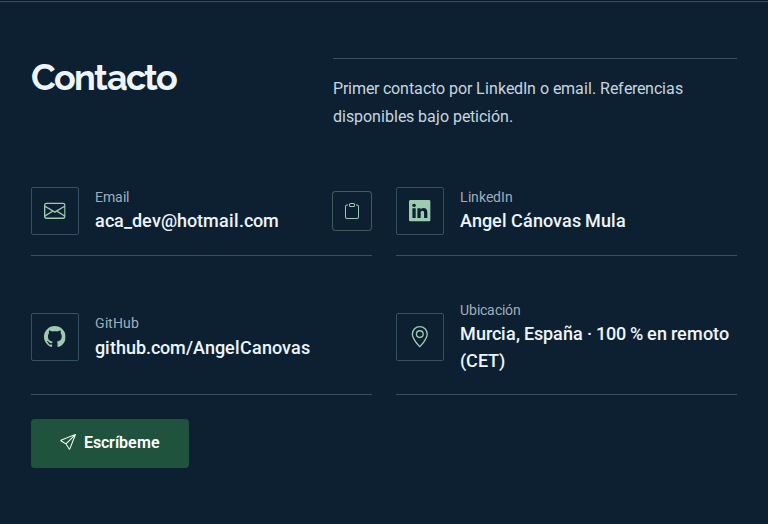 Contacto
Primer contacto por LinkedIn o email. Referencias
disponibles bajo petición.
Email
aca_dev@hotmail.com
LinkedIn
Angel Cánovas Mula
GitHub
github.com/AngelCanovas
Ubicación
Murcia, España · 100 % en remoto
(CET)
Escríbeme